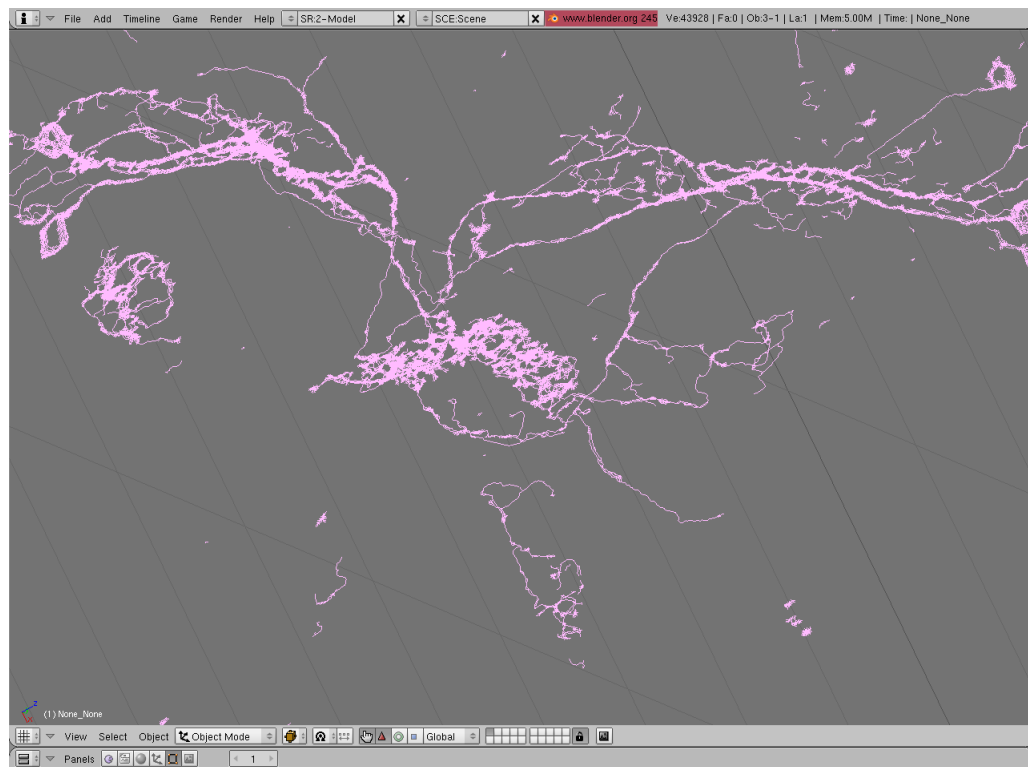 File Add Timeline Game Render Help SR:2-Model SCE:Scene www.blender.org 245 Ve:43928 | Fa:0 | Ob:3-1 | La:1 | Mem:5.00M | Time: | None_None
(1) None_None
View Select Object Object Mode Global
Panels 1